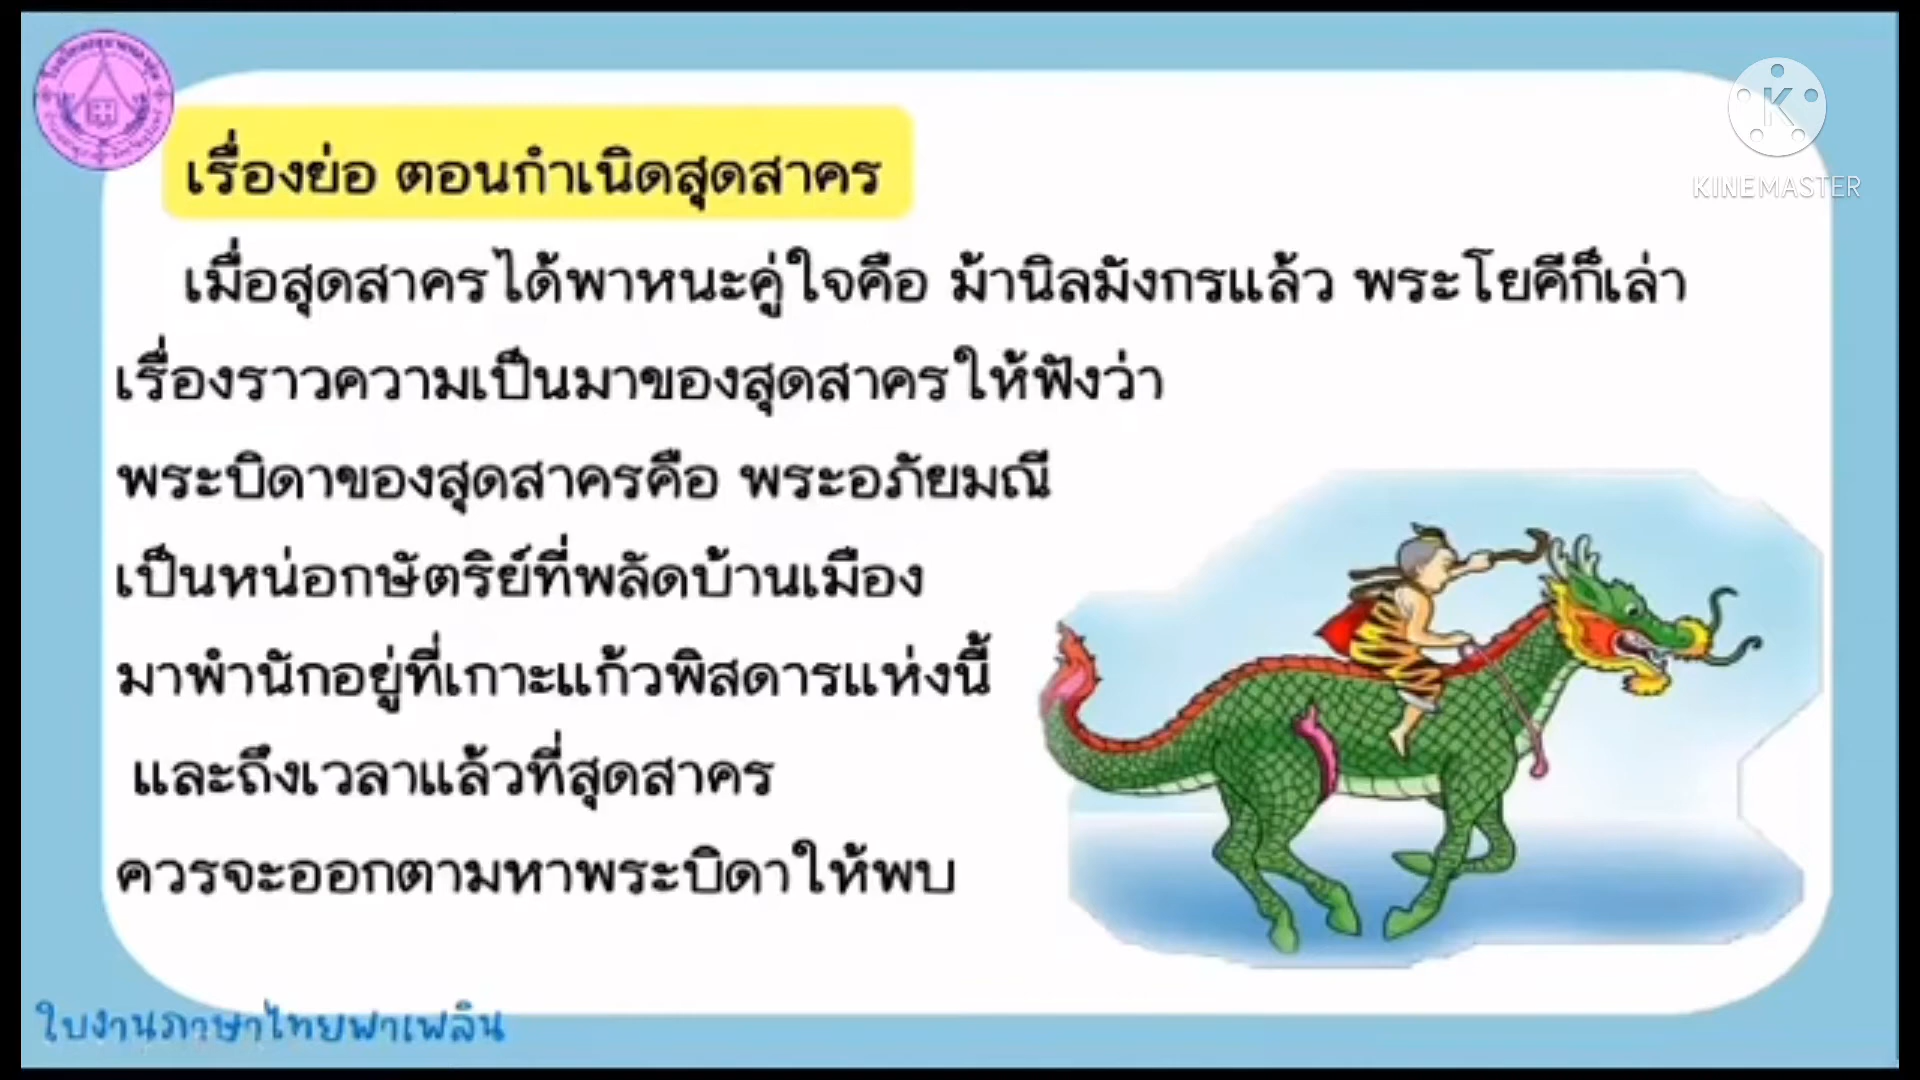 เรื่องย่อ ตอนกำเนิดสุดสาคร
KINEMASTER
เมื่อสุดสาครได้พาหนะคู่ใจคือ ม้านิลมังกรแล้ว พระโยคีก็เล่า
เรื่องราวความเป็นมาของสุดสาครให้ฟังว่า
พระบิดาของสุดสาครคือ พระอภัยมณี
เป็นหน่อกษัตริย์ที่พลัดบ้านเมือง
มาพำนักอยู่ที่เกาะแก้วพิสดารแห่งนี้
และถึงเวลาแล้วที่สุดสาคร
ควรจะออกตามหาพระบิดาให้พบ
ใบงานภาษาไทยพาเพลิน